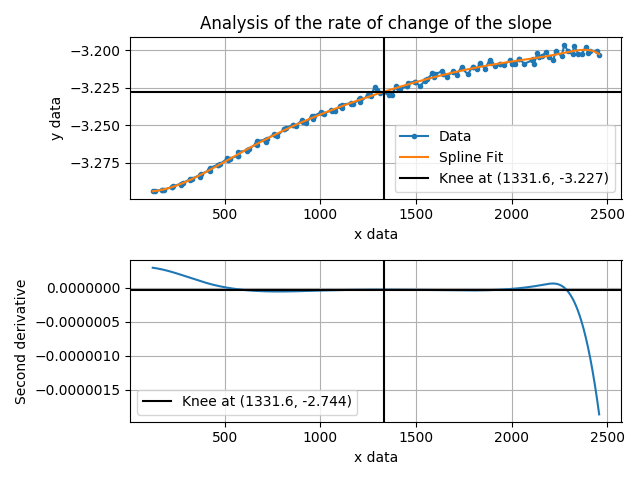 Analysis of the rate of change of the slope
y data
−3.200
−3.225
−3.250
−3.275
Data
Spline Fit
Knee at (1331.6, -3.227)
500
1000
1500
2000
2500
x data
Second derivative
0.0000000
−0.0000005
−0.0000010
−0.0000015
Knee at (1331.6, -2.744)
500
1000
1500
2000
2500
x data